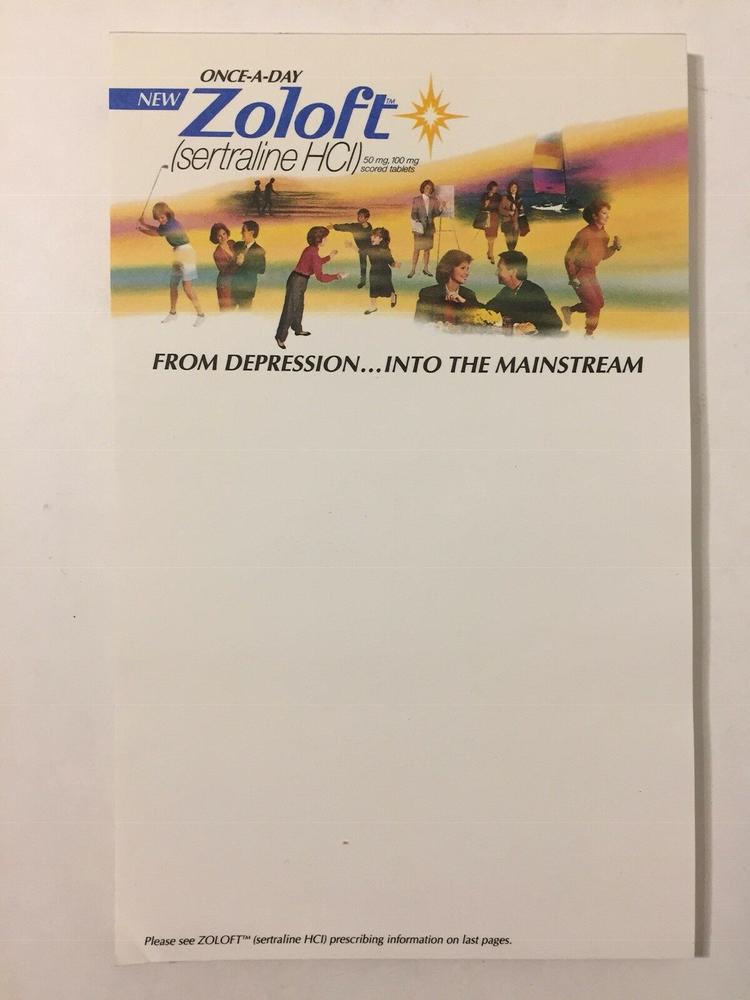 ONCE-A-DAY
NEW Zoloft™
(sertraline HCl) 50 mg, 100 mg
scored tablets
FROM DEPRESSION...INTO THE MAINSTREAM
Please see ZOLOFT™ (sertraline HCl) prescribing information on last pages.